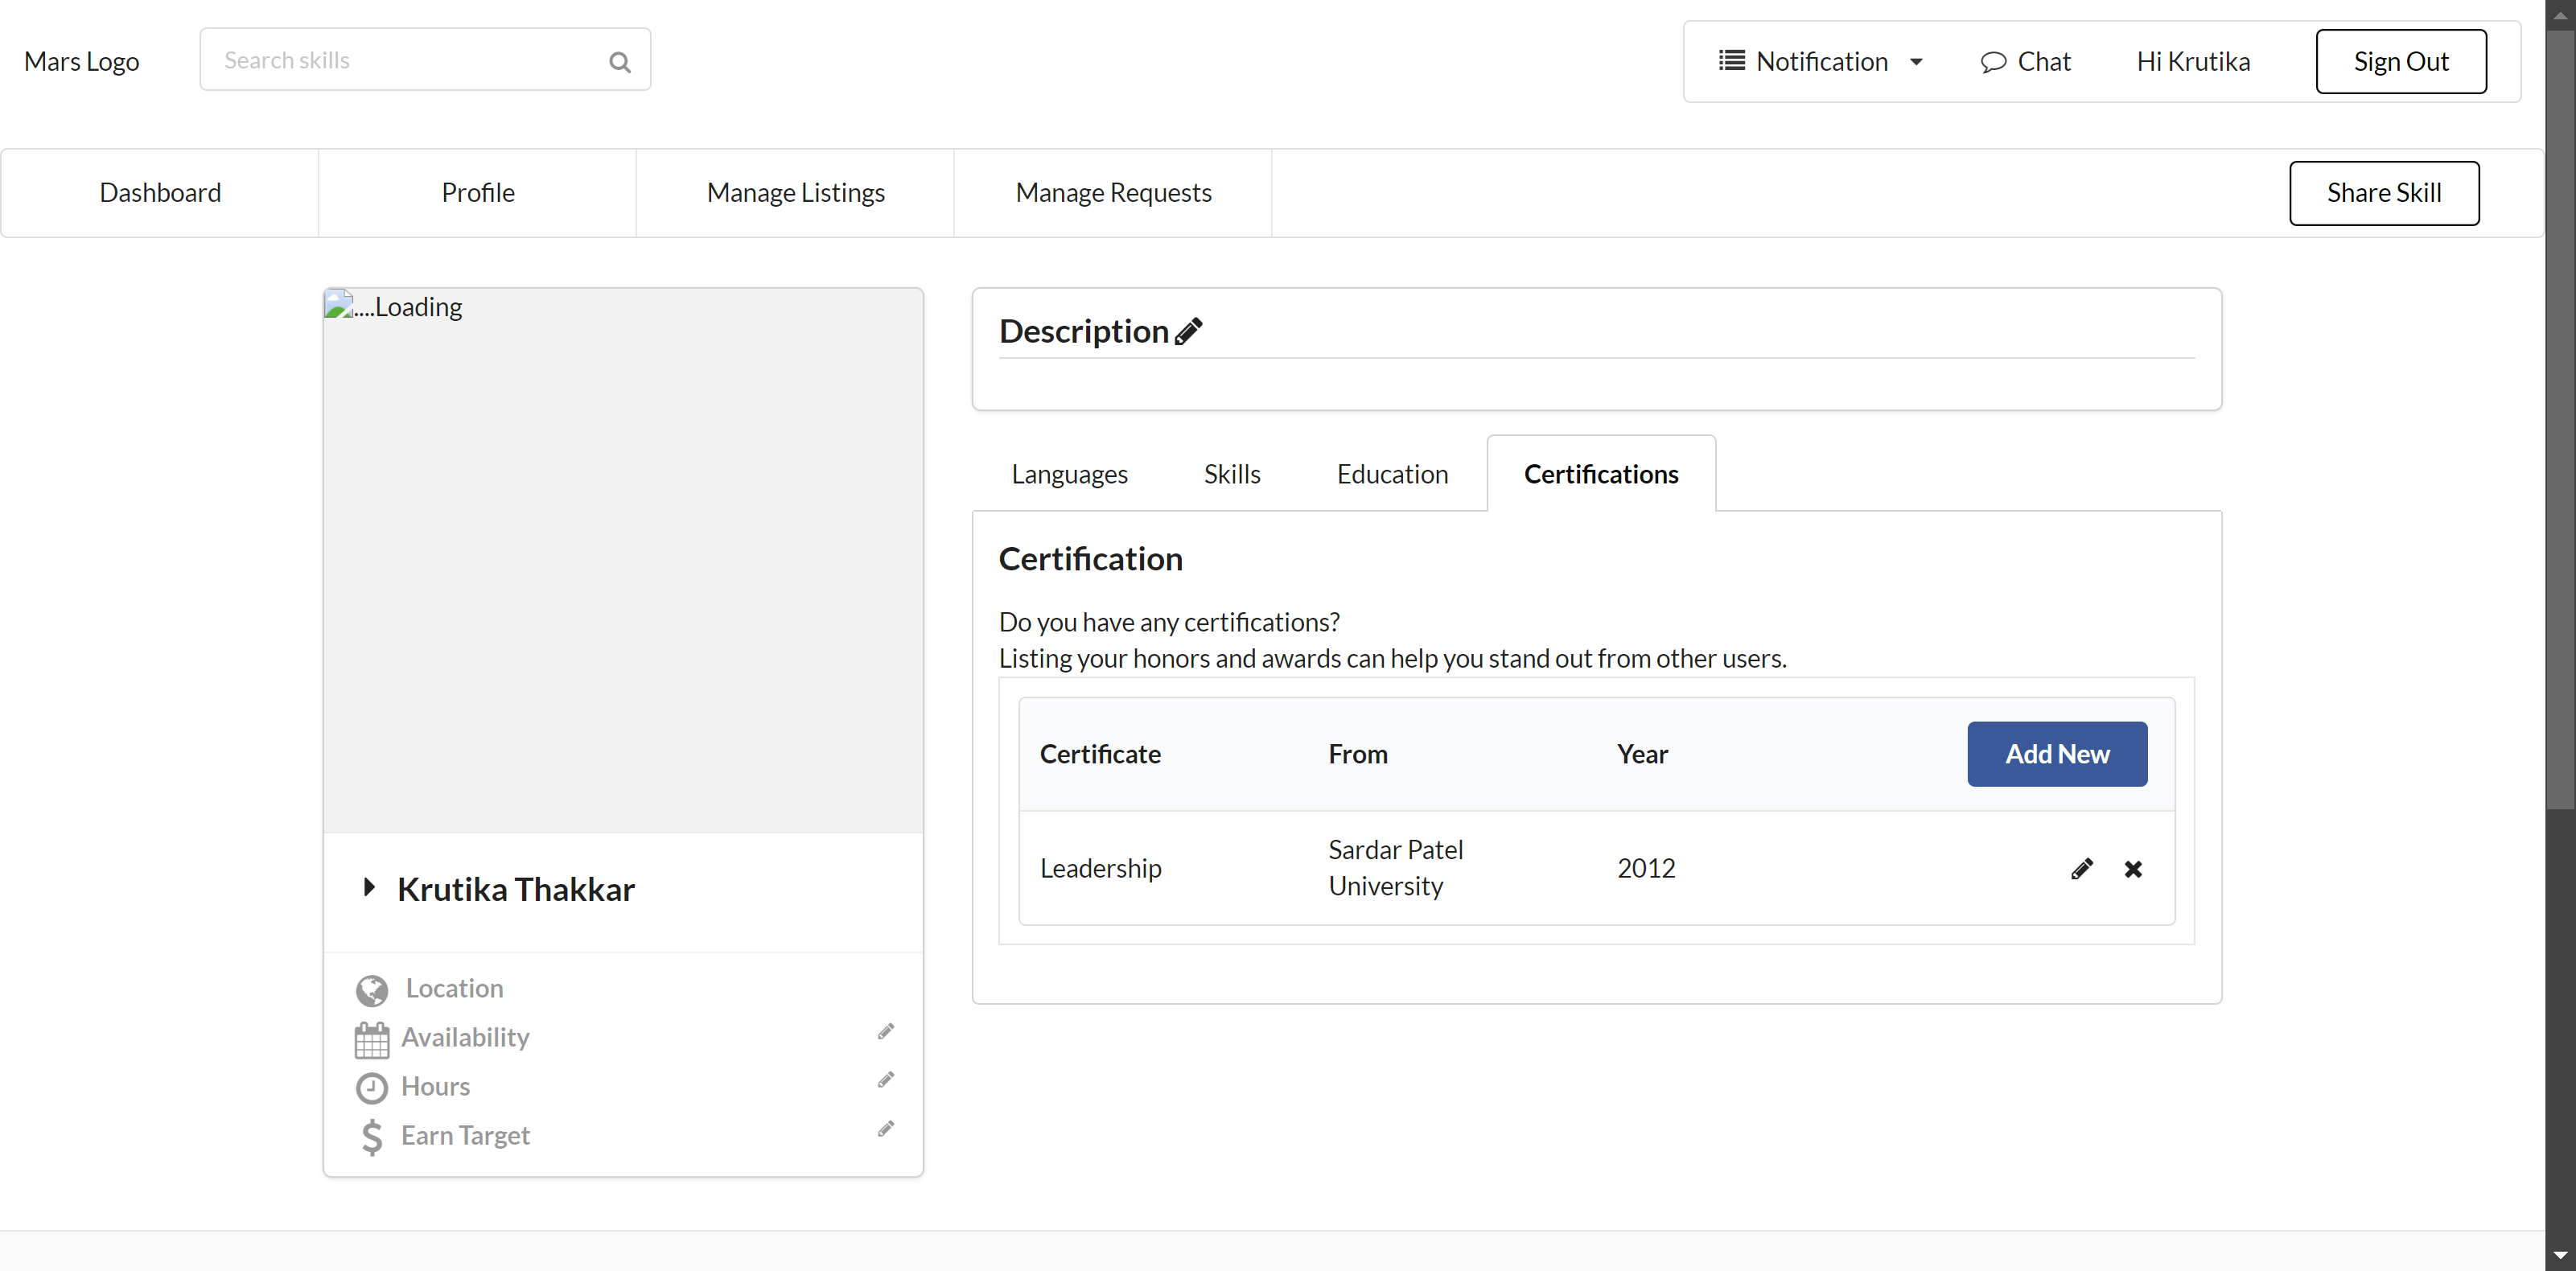 Mars Logo
Search skills
Notification
Chat
Hi Krutika
Sign Out
Dashboard
Profile
Manage Listings
Manage Requests
Share Skill
....Loading
Krutika Thakkar
Location
Availability
Hours
Earn Target
Description
Languages
Skills
Education
Certifications
Certification
Do you have any certifications?
Listing your honors and awards can help you stand out from other users.
Certificate
From
Year
Add New
Leadership
Sardar Patel
University
2012